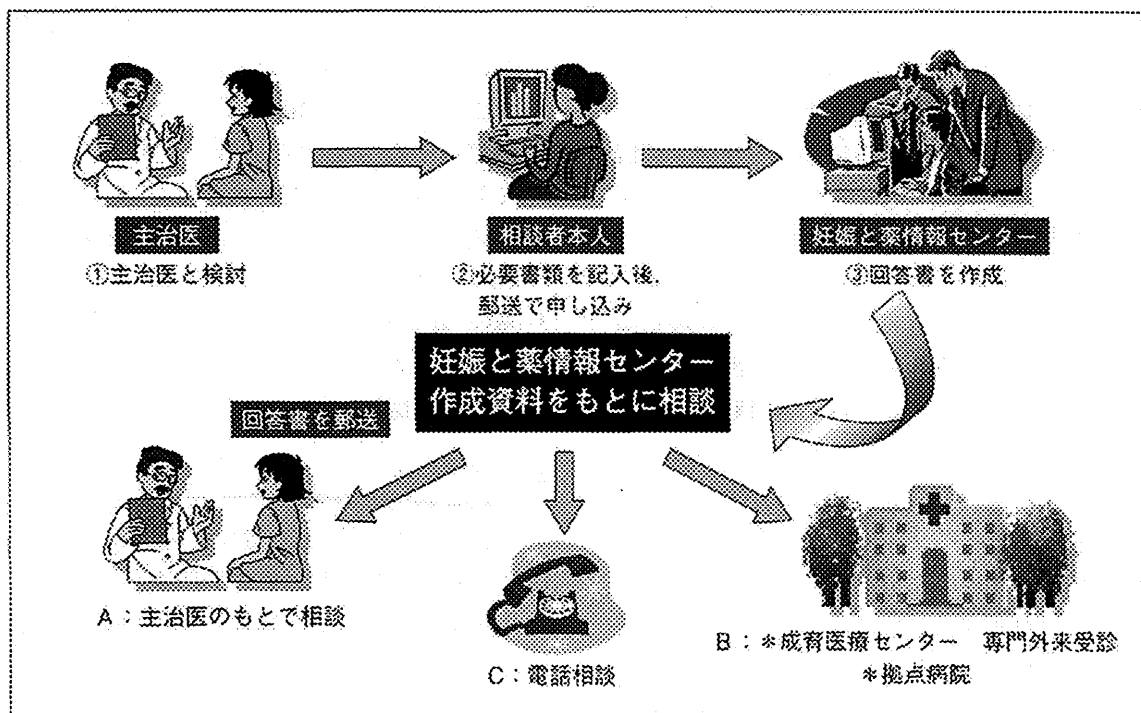 主治医
①主治医と検討
相談者本人
②必要書類を記入後,
郵送で申し込み
妊娠と薬情報センター
③回答書を作成
妊娠と薬情報センター
作成資料をもとに相談
回答書を郵送
A：主治医のもとで相談
C：電話相談
B：＊成育医療センター　専門外来受診
＊拠点病院